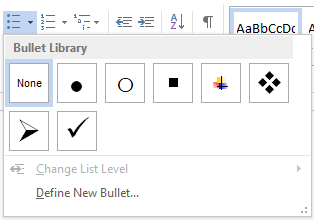 AaBbCcDc
Bullet Library
None
Change List Level
Define New Bullet...